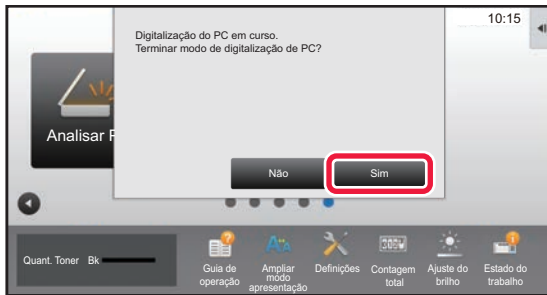 10:15
Digitalização do PC em curso.
Terminar modo de digitalização de PC?
Analisar
Não
Sim
Quant. Toner Bk
Guia de
operação
Ampliar
modo
apresentação
Definições
Contagem
total
Ajuste do
brilho
Estado do
trabalho